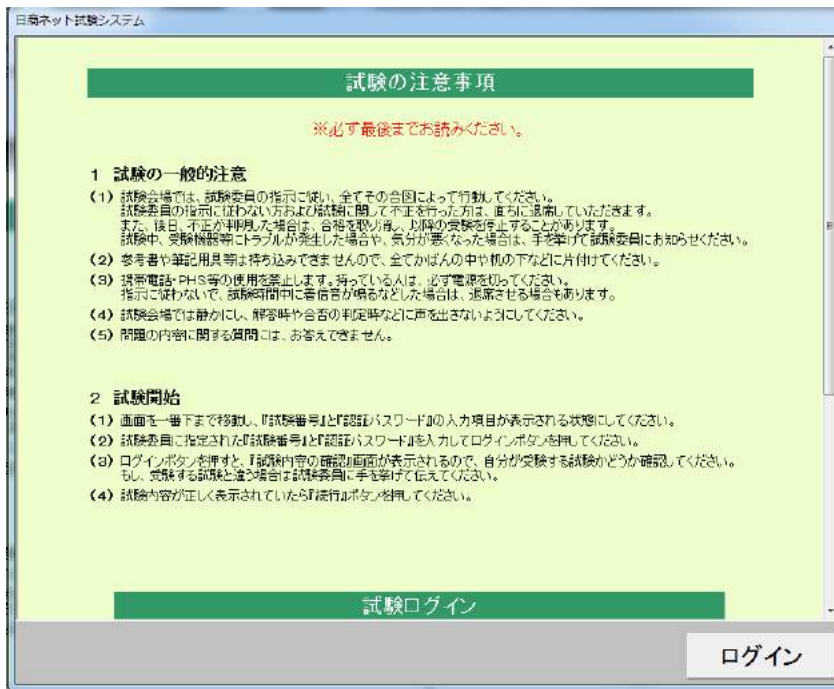 日商ネット試験システム
試験の注意事項
※必ず最後までお読みください。
1 試験の一般的注意
(1) 試験会場では、試験委員の指示に従い、全てその合図によって行動してください。
試験委員の指示に従わない方および試験に関して不正を行った方は、直ちに退席していただきます。
また、後日、不正が判明した場合は、合格を取り消し、以降の受験を停止することがあります。
試験中、受験機器等にトラブルが発生した場合や、気分が悪くなった場合は、手を挙げて試験委員にお知らせください。
(2) 参考書や筆記用具等は持ち込みできませんので、全てかばんの中や机の下などに片付けてください。
(3) 携帯電話・PHS等の使用を禁止します。持っている人は、必ず電源を切ってください。
指示に従わないで、試験時間中に着信音が鳴るなどした場合は、退席させる場合もあります。
(4) 試験会場では静かにし、解答時や合否の判定時などに声を出さないようにしてください。
(5) 問題の内容に関する質問には、お答えできません。
2 試験開始
(1) 画面を一番下まで移動し、『試験番号』と『認証パスワード』の入力項目が表示される状態にしてください。
(2) 試験委員に指定された『試験番号』と『認証パスワード』を入力してログインボタンを押してください。
(3) ログインボタンを押すと、『試験内容の確認』画面が表示されるので、自分が受験する試験かどうか確認してください。
もし、受験する試験と違う場合は試験委員に手を挙げて伝えてください。
(4) 試験内容が正しく表示されていたら『続行』ボタンを押してください。
試験ログイン
ログイン